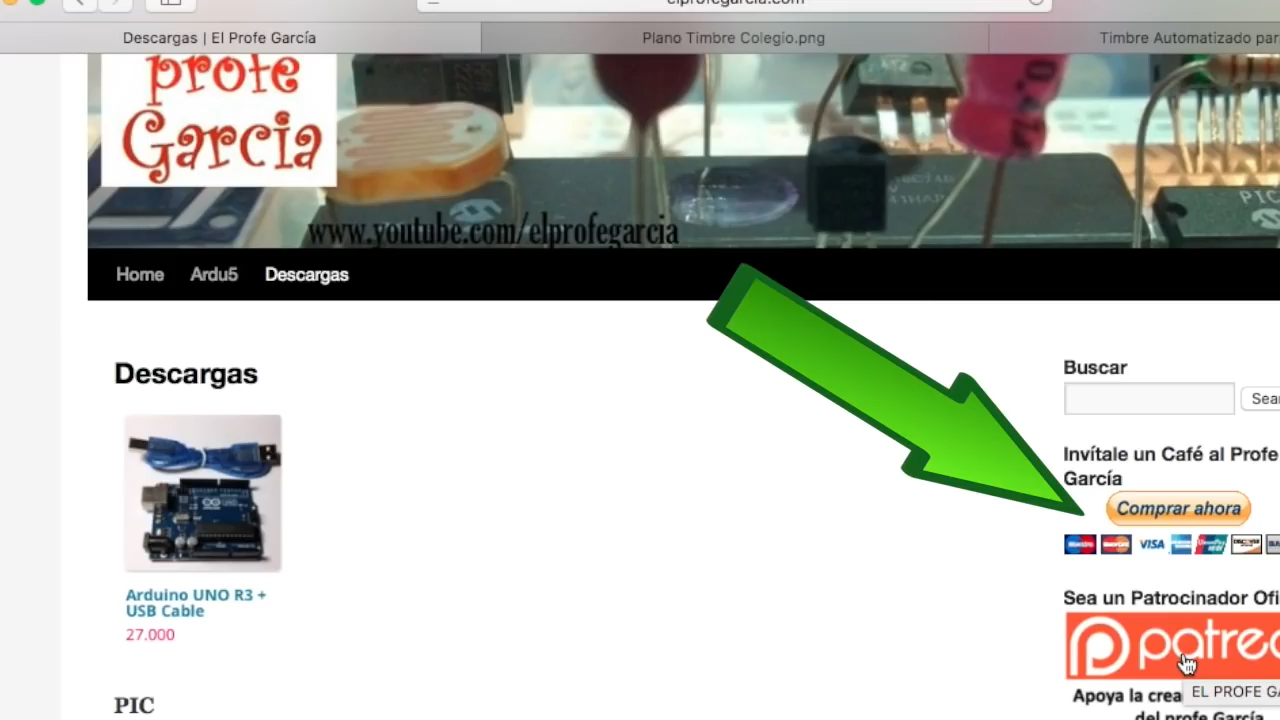 elprofegarcia.com
Descargas | El Profe García
Plano Timbre Colegio.png
Timbre Automatizado par
profe
Garcia
PIC
www.youtube.com/elprofegarcia
Home
Ardu5
Descargas
Descargas
Buscar
Sear
Invítale un Café al Profe
García
Comprar ahora
VISA
Arduino UNO R3 +
USB Cable
27.000
Sea un Patrocinador Ofi
patreo
Apoya la crea
EL PROFE GA
del profe García
PIC